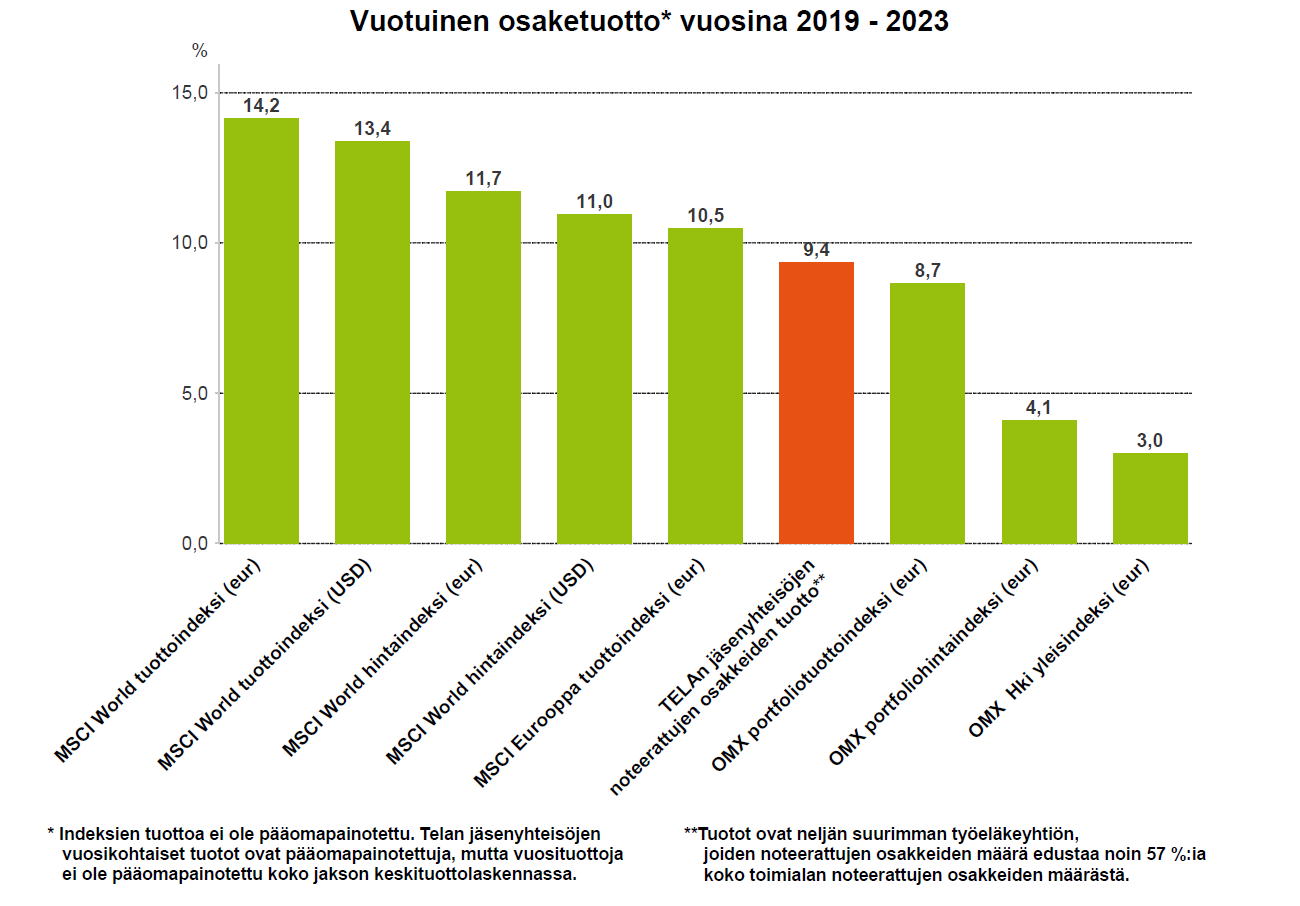 Vuotuinen osaketuotto* vuosina 2019 - 2023
%
15,0
10,0
5,0
0,0
14,2
13,4
11,7
11,0
10,5
9,4
8,7
4,1
3,0
MSCI World tuottoindeksi (eur)
MSCI World tuottoindeksi (USD)
MSCI World hintaindeksi (eur)
MSCI World hintaindeksi (USD)
MSCI Eurooppa tuottoindeksi (eur)
TELAn jäsenyhteisöjen
noteerattujen osakkeiden tuotto**
OMX portfoliotuottoindeksi (eur)
OMX portfoliohintaindeksi (eur)
OMX  Hki yleisindeksi (eur)
* Indeksien tuottoa ei ole pääomapainotettu. Telan jäsenyhteisöjen
vuosikohtaiset tuotot ovat pääomapainotettuja, mutta vuosituottoja
ei ole pääomapainotettu koko jakson keskituottolaskennassa.
**Tuotot ovat neljän suurimman työeläkeyhtiön,
joiden noteerattujen osakkeiden määrä edustaa noin 57 %:ia
koko toimialan noteerattujen osakkeiden määrästä.